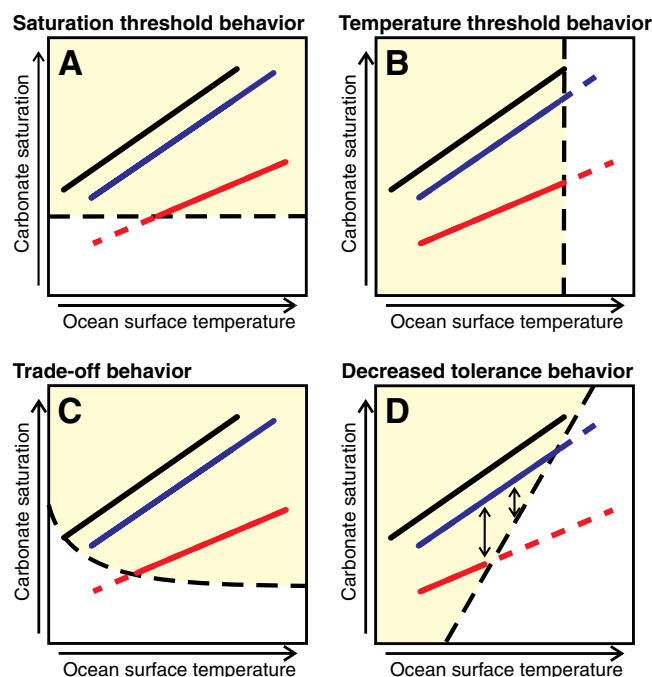 Saturation threshold behavior
A
Carbonate saturation
Ocean surface temperature
Temperature threshold behavior
B
Carbonate saturation
Ocean surface temperature
Trade-off behavior
C
Carbonate saturation
Ocean surface temperature
Decreased tolerance behavior
D
Carbonate saturation
Ocean surface temperature